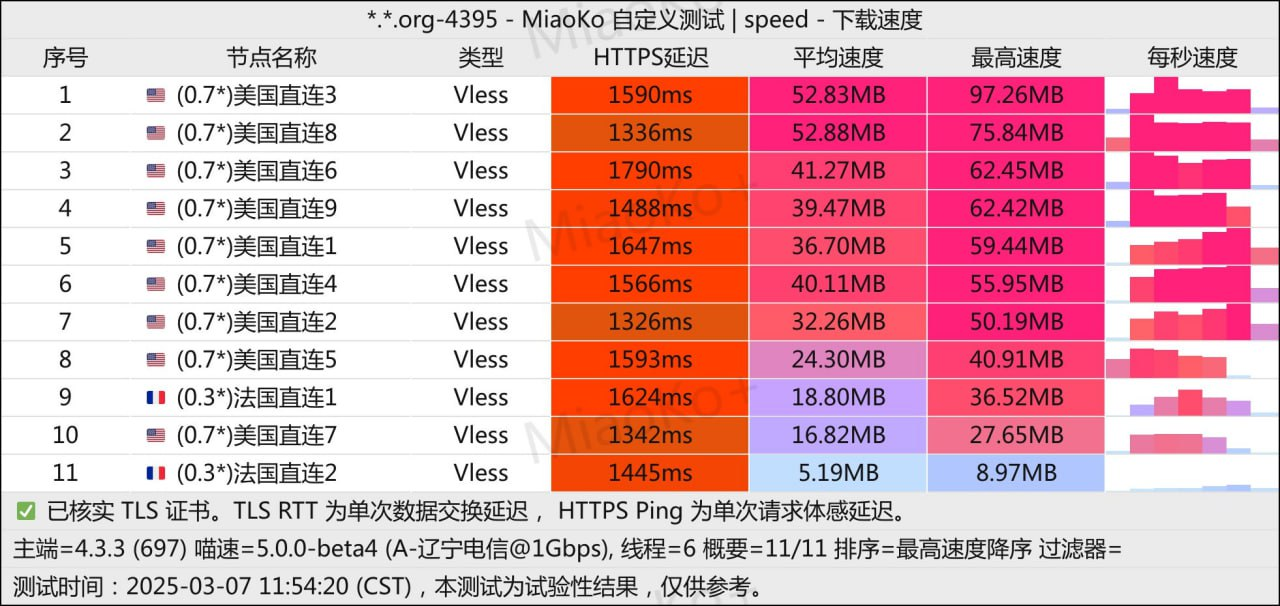 *.*.org-4395 - MiaoKo 自定义测试 | speed - 下载速度
序号 节点名称 类型 HTTPS延迟 平均速度 最高速度 每秒速度
1 (0.7*)美国直连3 Vless 1590ms 52.83MB 97.26MB
2 (0.7*)美国直连8 Vless 1336ms 52.88MB 75.84MB
3 (0.7*)美国直连6 Vless 1790ms 41.27MB 62.45MB
4 (0.7*)美国直连9 Vless 1488ms 39.47MB 62.42MB
5 (0.7*)美国直连1 Vless 1647ms 36.70MB 59.44MB
6 (0.7*)美国直连4 Vless 1566ms 40.11MB 55.95MB
7 (0.7*)美国直连2 Vless 1326ms 32.26MB 50.19MB
8 (0.7*)美国直连5 Vless 1593ms 24.30MB 40.91MB
9 (0.3*)法国直连1 Vless 1624ms 18.80MB 36.52MB
10 (0.7*)美国直连7 Vless 1342ms 16.82MB 27.65MB
11 (0.3*)法国直连2 Vless 1445ms 5.19MB 8.97MB
✅ 已核实 TLS 证书。TLS RTT 为单次数据交换延迟， HTTPS Ping 为单次请求体感延迟。
主端=4.3.3 (697) 喵速=5.0.0-beta4 (A-辽宁电信@1Gbps), 线程=6 概要=11/11 排序=最高速度降序 过滤器=
测试时间：2025-03-07 11:54:20 (CST)，本测试为试验性结果，仅供参考。
MiaoKo+
MiaoKo+
MiaoKo+